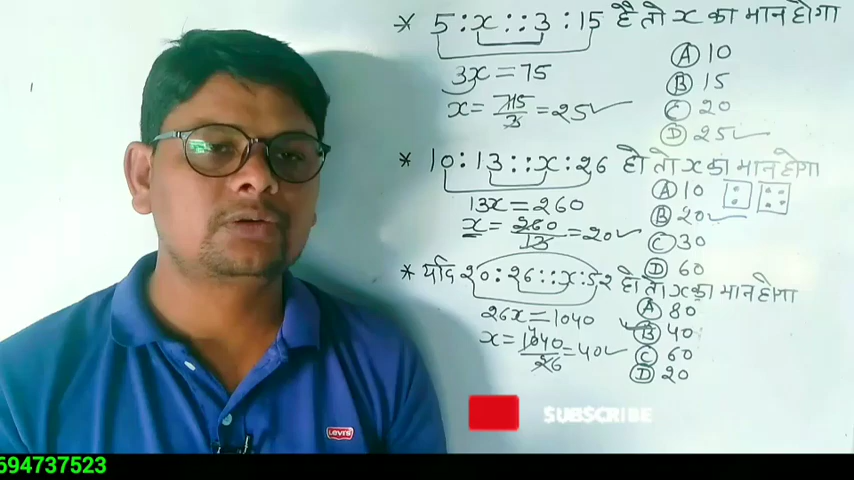 * 5:x::3:15 है तो x का मान होगा
3x=75
x=75/3=25✓
Ⓐ 10
Ⓑ 15
Ⓒ 20
Ⓓ 25✓
* 10:13::x:26 हो तो x का मान होगा
13x=260
x=260/13=20✓
Ⓐ 10
Ⓑ 20✓
Ⓒ 30
Ⓓ 60
* यदि 20:26::x:52 हो तो x का मान होगा
26x=1040
x=1040/26=40✓
Ⓐ 80
Ⓑ 40
Ⓒ 60
Ⓓ 20
Levi's
SUBSCRIBE
594737523